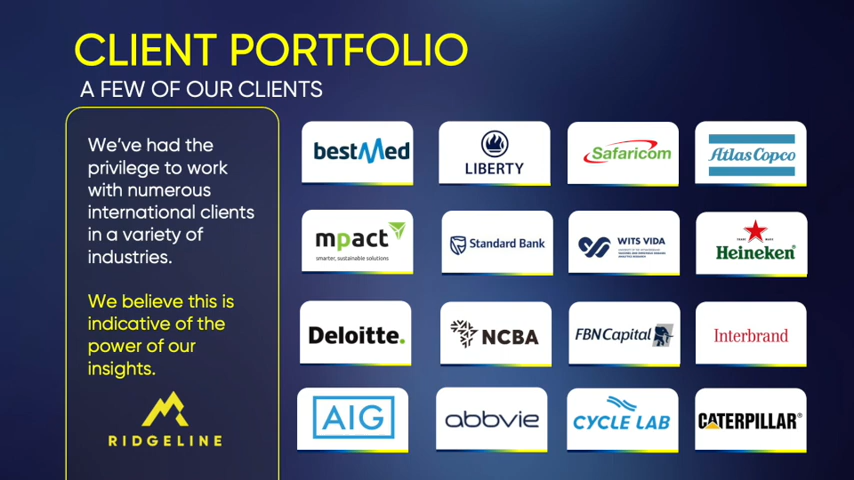 CLIENT PORTFOLIO
A FEW OF OUR CLIENTS
We've had the
privilege to work
with numerous
international clients
in a variety of
industries.
We believe this is
indicative of the
power of our
insights.
RIDGELINE
bestMed
LIBERTY
Safaricom
Atlas Copco
mpact
smarter, sustainable solutions
Standard Bank
WITS VIDA
TRADE MARK
Heineken®
Deloitte.
NCBA
FBNCapital
Interbrand
AIG
abbvie
CYCLE LAB
CATERPILLAR®